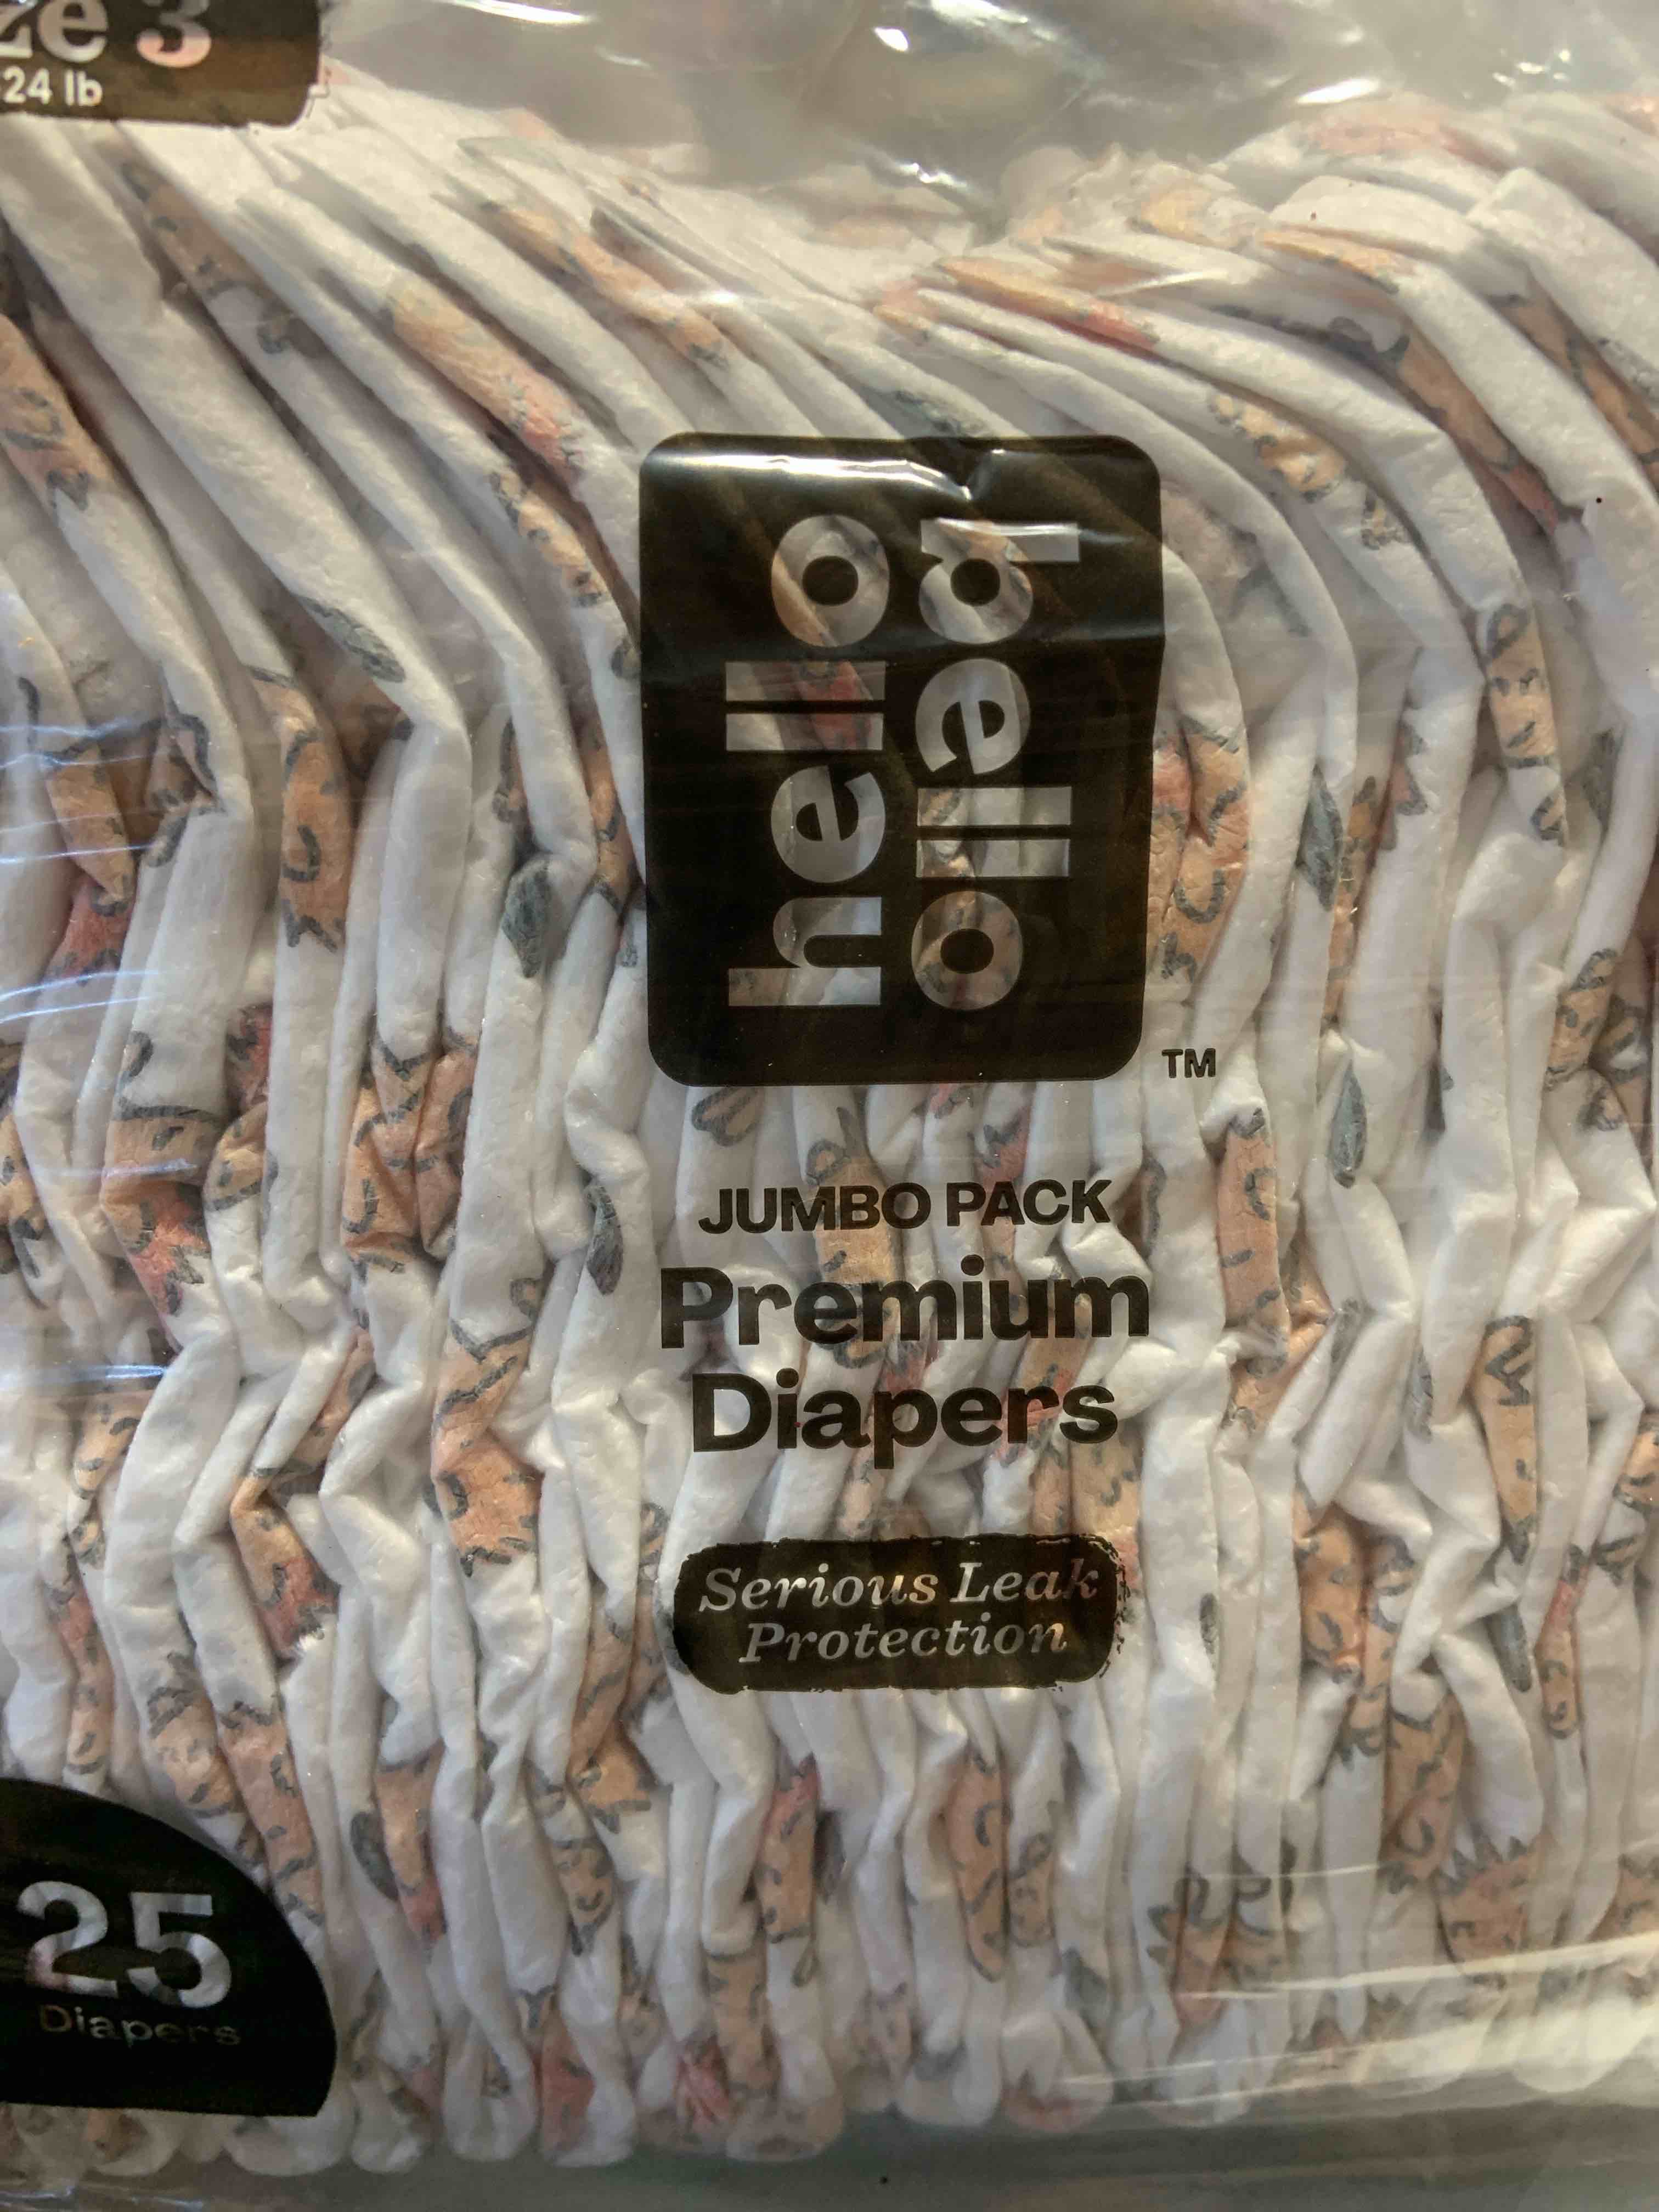 ze 3
24 lb
hello
bello
TM
JUMBO PACK
Premium
Diapers
Serious Leak
Protection
25
Diapers